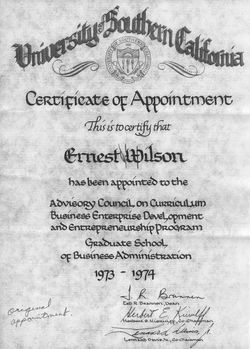 University of Southern California
Certificate of Appointment
This is to certify that
Ernest Wilson
has been appointed to the
Advisory Council on Curriculum
Business Enterprise Development
and Entrepreneurship Program
Graduate School
of Business Administration
1973 - 1974
original
appointment
Dean